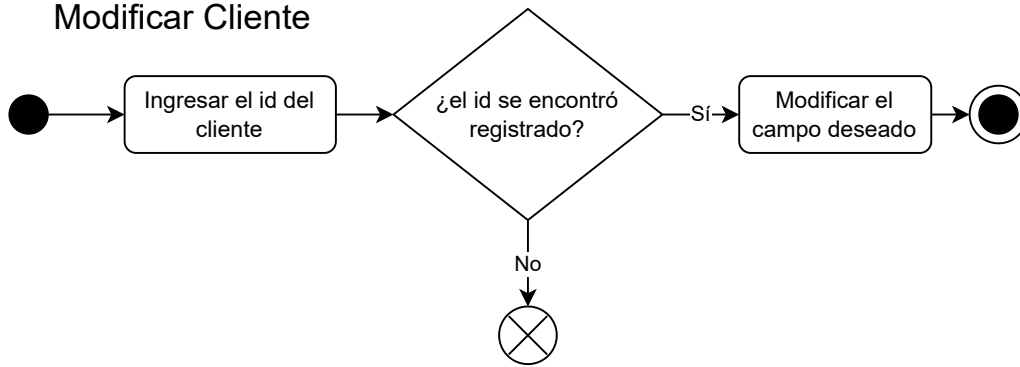 Modificar Cliente
Ingresar el id del
cliente
¿el id se encontró
registrado?
Sí
Modificar el
campo deseado
No